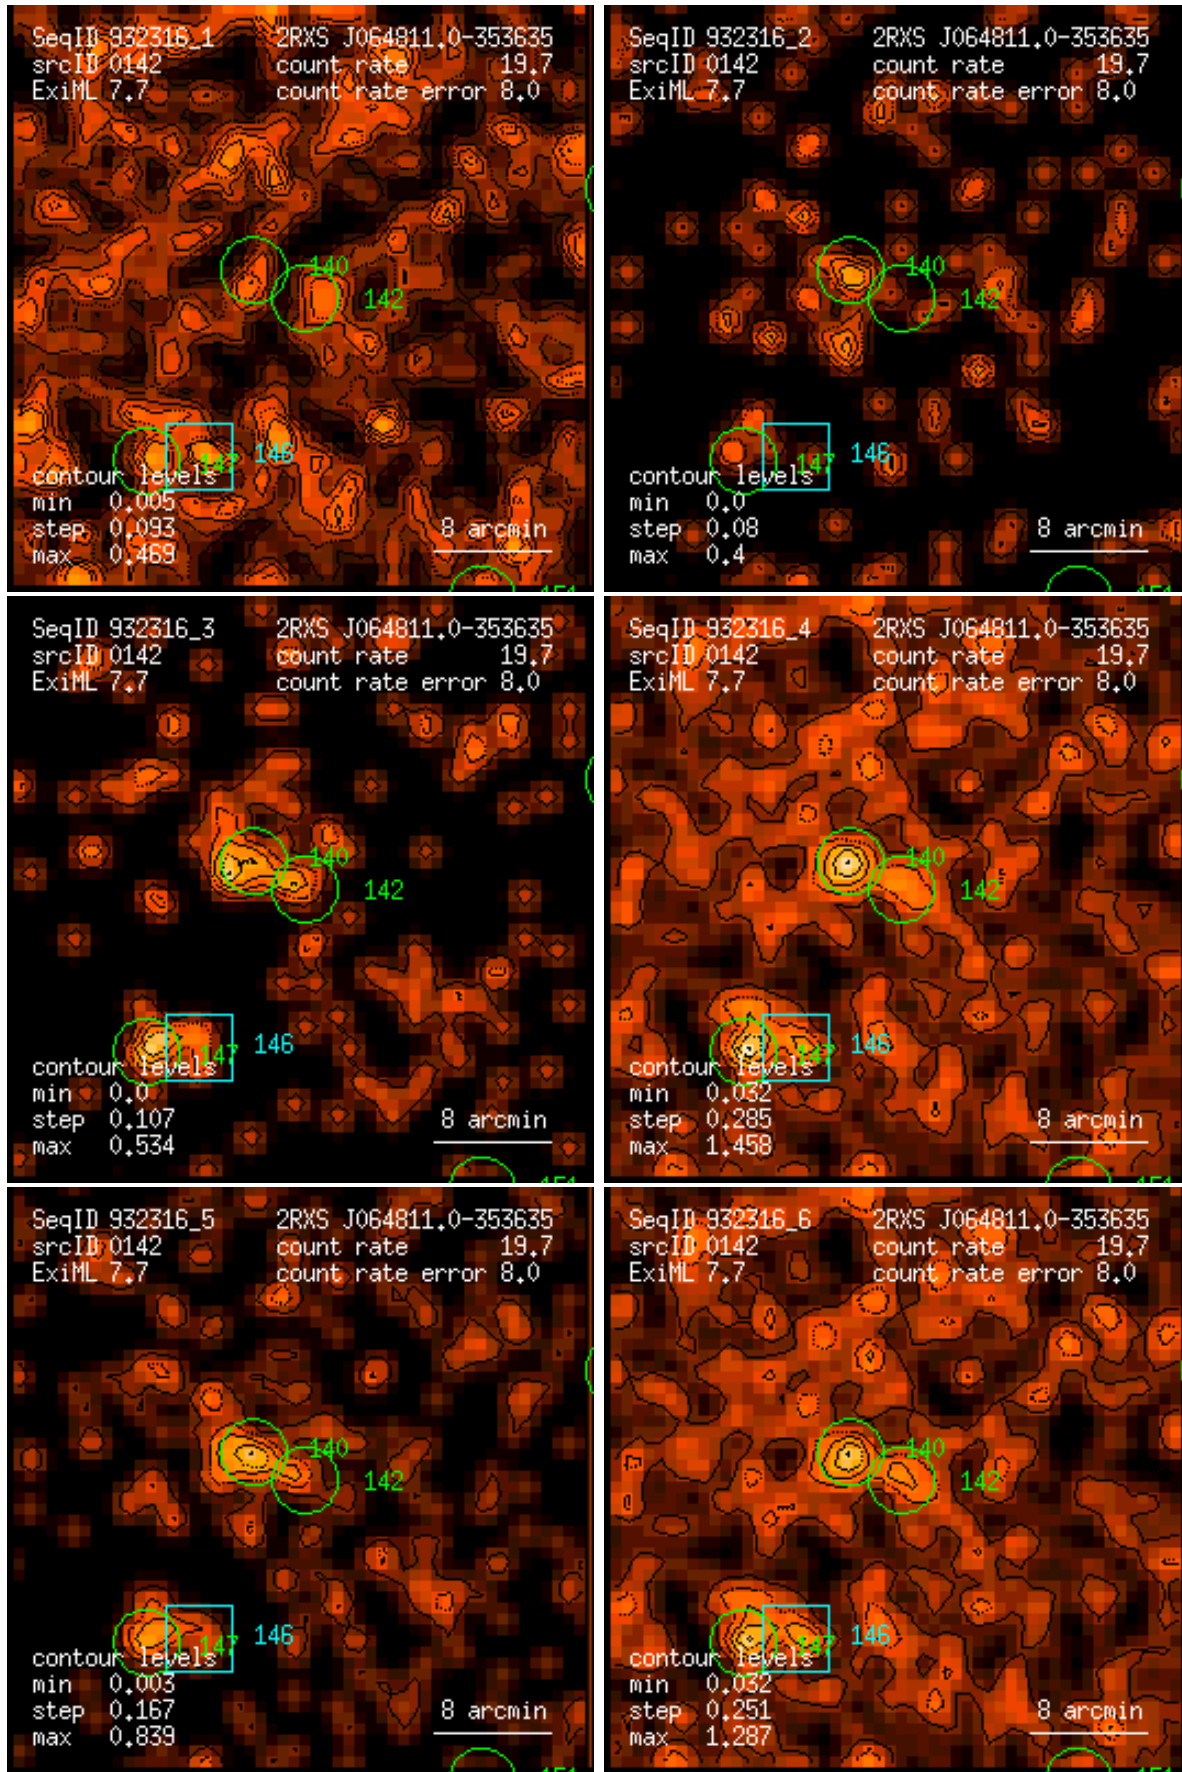 SeqID 932316_1 2RXS J064811.0-353635
srcID 0142 count rate 19.7
ExiML 7.7 count rate error 8.0
140
142
146
147
contour levels
min 0.005
step 0.093
max 0.469
8 arcmin
SeqID 932316_2 2RXS J064811.0-353635
srcID 0142 count rate 19.7
ExiML 7.7 count rate error 8.0
140
142
146
147
contour levels
min 0.0
step 0.08
max 0.4
8 arcmin
SeqID 932316_3 2RXS J064811.0-353635
srcID 0142 count rate 19.7
ExiML 7.7 count rate error 8.0
140
142
146
147
contour levels
min 0.0
step 0.107
max 0.534
8 arcmin
SeqID 932316_4 2RXS J064811.0-353635
srcID 0142 count rate 19.7
ExiML 7.7 count rate error 8.0
140
142
146
147
contour levels
min 0.032
step 0.285
max 1.458
8 arcmin
SeqID 932316_5 2RXS J064811.0-353635
srcID 0142 count rate 19.7
ExiML 7.7 count rate error 8.0
140
142
146
147
contour levels
min 0.003
step 0.167
max 0.839
8 arcmin
SeqID 932316_6 2RXS J064811.0-353635
srcID 0142 count rate 19.7
ExiML 7.7 count rate error 8.0
140
142
146
147
contour levels
min 0.032
step 0.251
max 1.287
8 arcmin